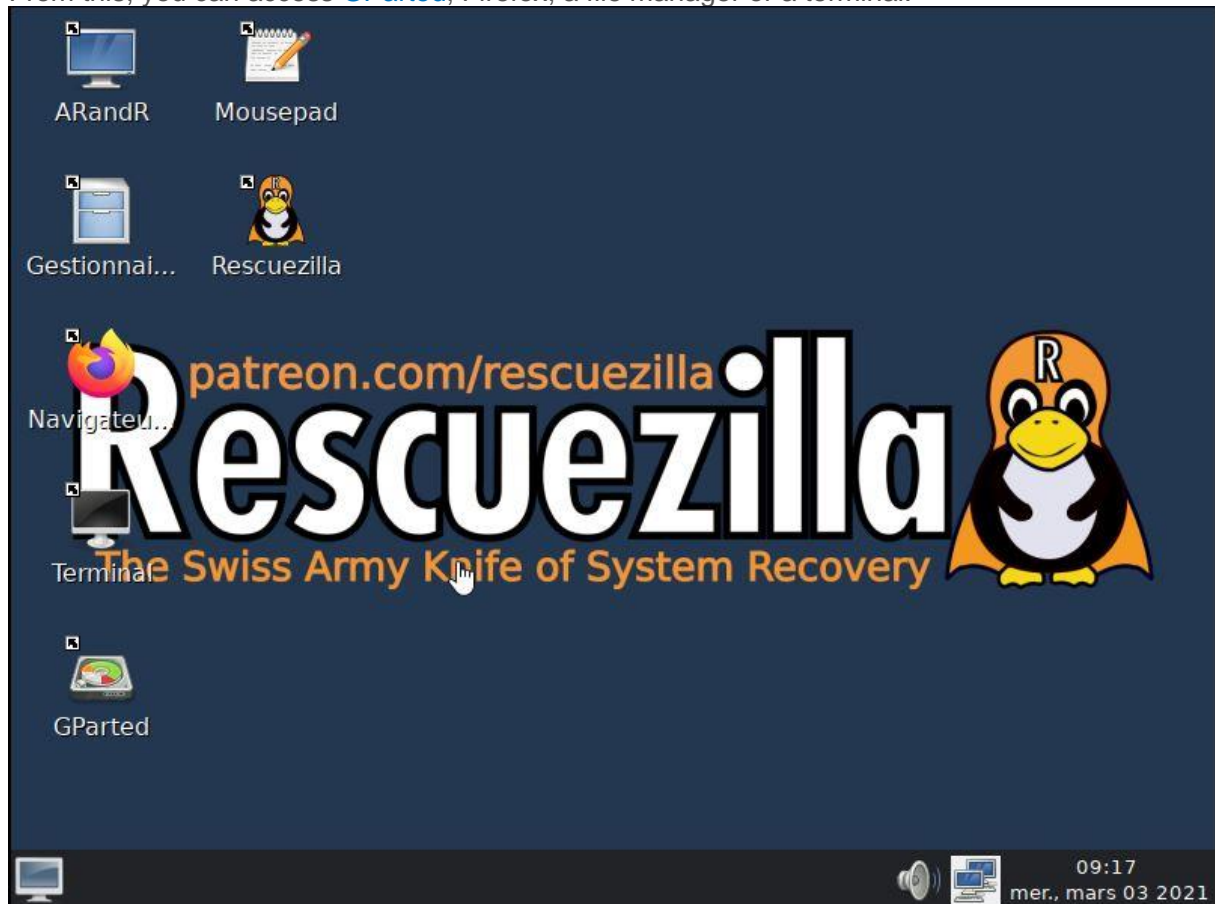 From this, you can access GParted, Firefox, a file manager or a terminal.
ARandR
Mousepad
Gestionnai...
Rescuezilla
R
patreon.com/rescuezilla
Rescuezilla
R
Navigateu...
The Swiss Army Knife of System Recovery
Terminal
GParted
09:17
mer., mars 03 2021